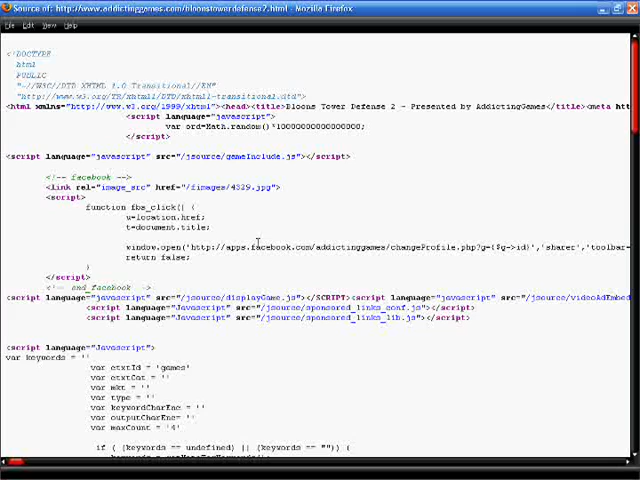 Source of: http://www.addictinggames.com/bloonstowerdefense2.html - Mozilla Firefox
File Edit View Help
<!DOCTYPE
html
PUBLIC
"-//W3C//DTD XHTML 1.0 Transitional//EN"
"http://www.w3.org/TR/xhtml1/DTD/xhtml1-transitional.dtd">
<html xmlns="http://www.w3.org/1999/xhtml"><head><title>Bloons Tower Defense 2 - Presented by AddictingGames</title><meta htt
<script language="javascript">
var ord=Math.random()*10000000000000000;
</script>
<script language="javascript" src="/jsource/gameInclude.js"></script>
<!-- facebook -->
<link rel="image_src" href="/fimages/4329.jpg">
<script>
function fbs_click() {
u=location.href;
t=document.title;
window.open('http://apps.facebook.com/addictinggames/changeProfile.php?g={$g->id}','sharer','toolbar=
return false;
}
</script>
<!-- end facebook -->
<script language="javascript" src="/jsource/displayGame.js"></SCRIPT><script language="javascript" src="/jsource/videoAdEmbed
<script language="Javascript" src="/jsource/sponsored_links_conf.js"></script>
<script language="Javascript" src="/jsource/sponsored_links_lib.js"></script>
<script language="Javascript">
var keywords = ''
var ctxtId = 'games'
var ctxtCat = ''
var mkt = ''
var type = ''
var keywordCharEnc = ''
var outputCharEnc= ''
var maxCount = '4'
if ( (keywords == undefined) || (keywords == "")) {